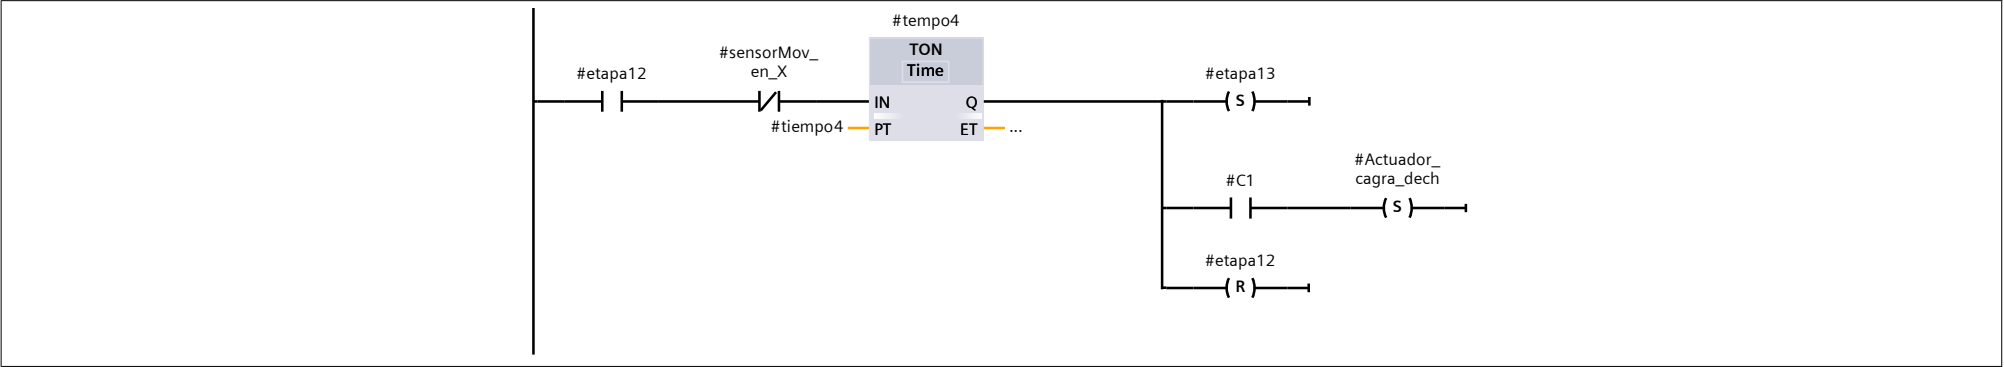 #tempo4
TON
Time
#sensorMov_
en_X
#etapa12
#etapa13
IN
Q
S
#tiempo4
PT
ET
...
#Actuador_
cagra_dech
#C1
S
#etapa12
R